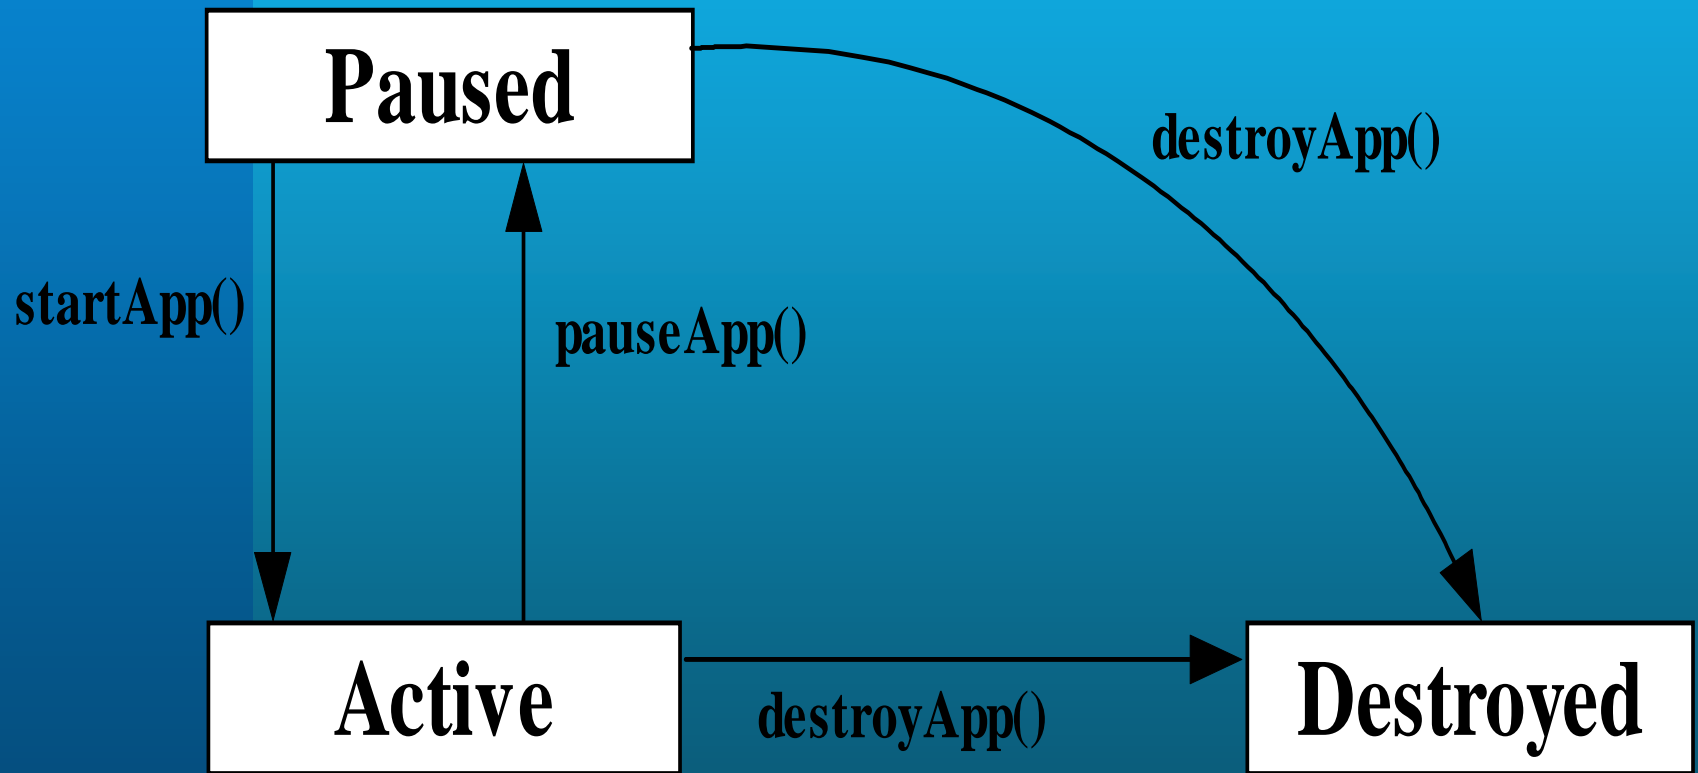 Paused
destroyApp()
startApp()
pauseApp()
Active
destroyApp()
Destroyed